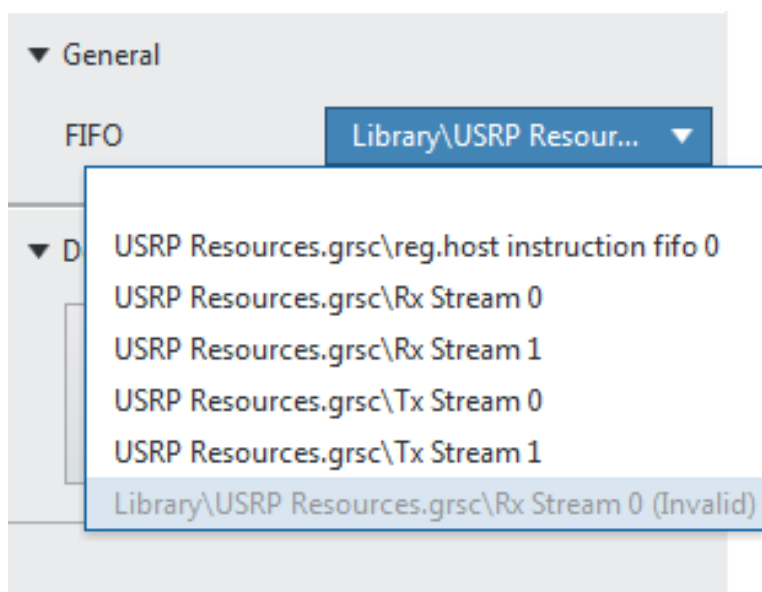 General
FIFO
Library\USRP Resour...
D
USRP Resources.grsc\reg.host instruction fifo 0
USRP Resources.grsc\Rx Stream 0
USRP Resources.grsc\Rx Stream 1
USRP Resources.grsc\Tx Stream 0
USRP Resources.grsc\Tx Stream 1
Library\USRP Resources.grsc\Rx Stream 0 (Invalid)